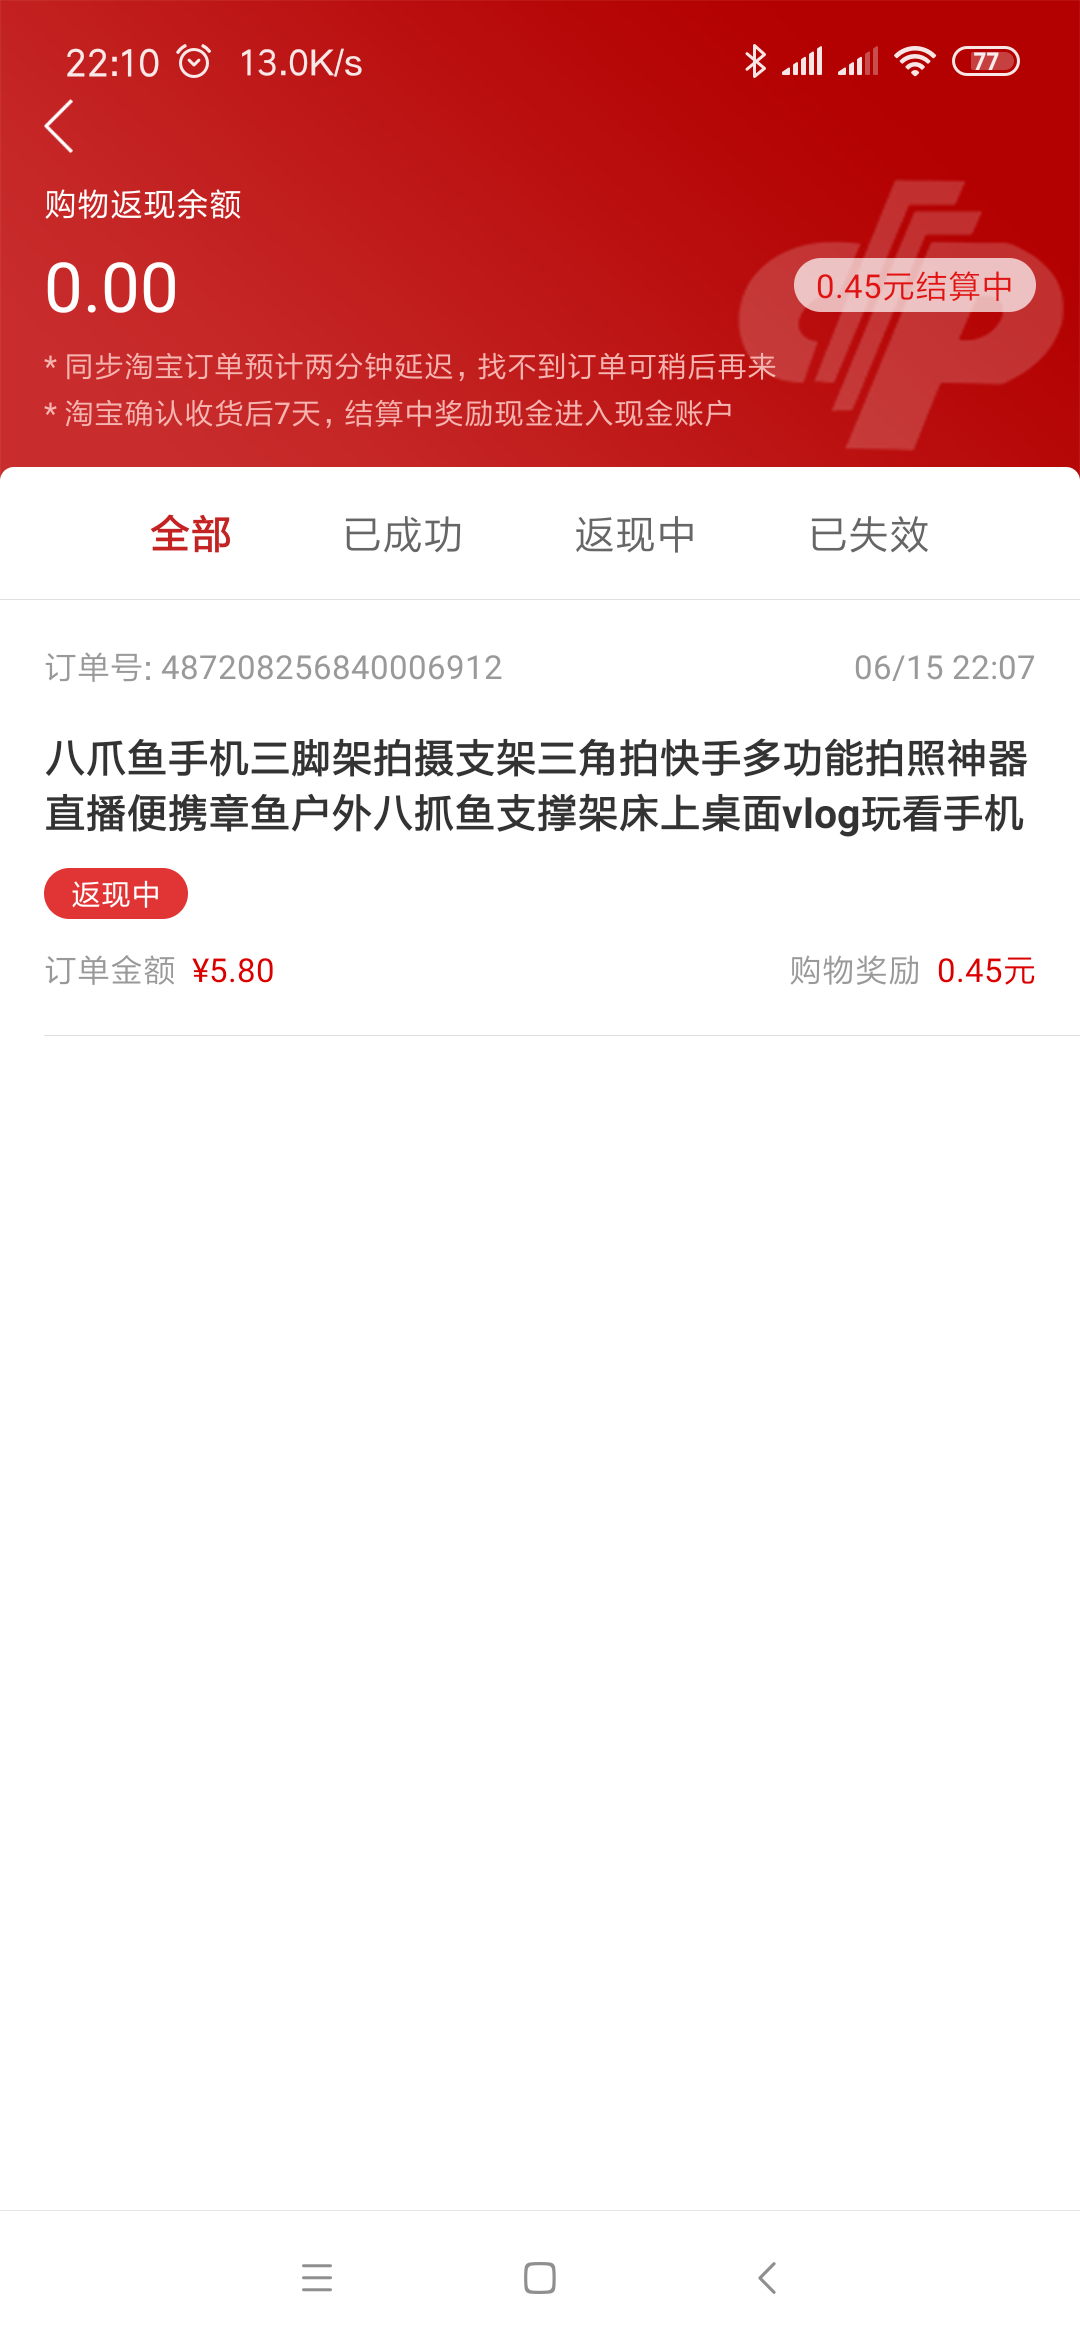 22:10 13.0K/s 77
购物返现余额
0.00
0.45元结算中
* 同步淘宝订单预计两分钟延迟，找不到订单可稍后再来
* 淘宝确认收货后7天，结算中奖励现金进入现金账户
全部 已成功 返现中 已失效
订单号: 487208256840006912 06/15 22:07
八爪鱼手机三脚架拍摄支架三角拍快手多功能拍照神器
直播便携章鱼户外八抓鱼支撑架床上桌面vlog玩看手机
返现中
订单金额 ¥5.80 购物奖励 0.45元